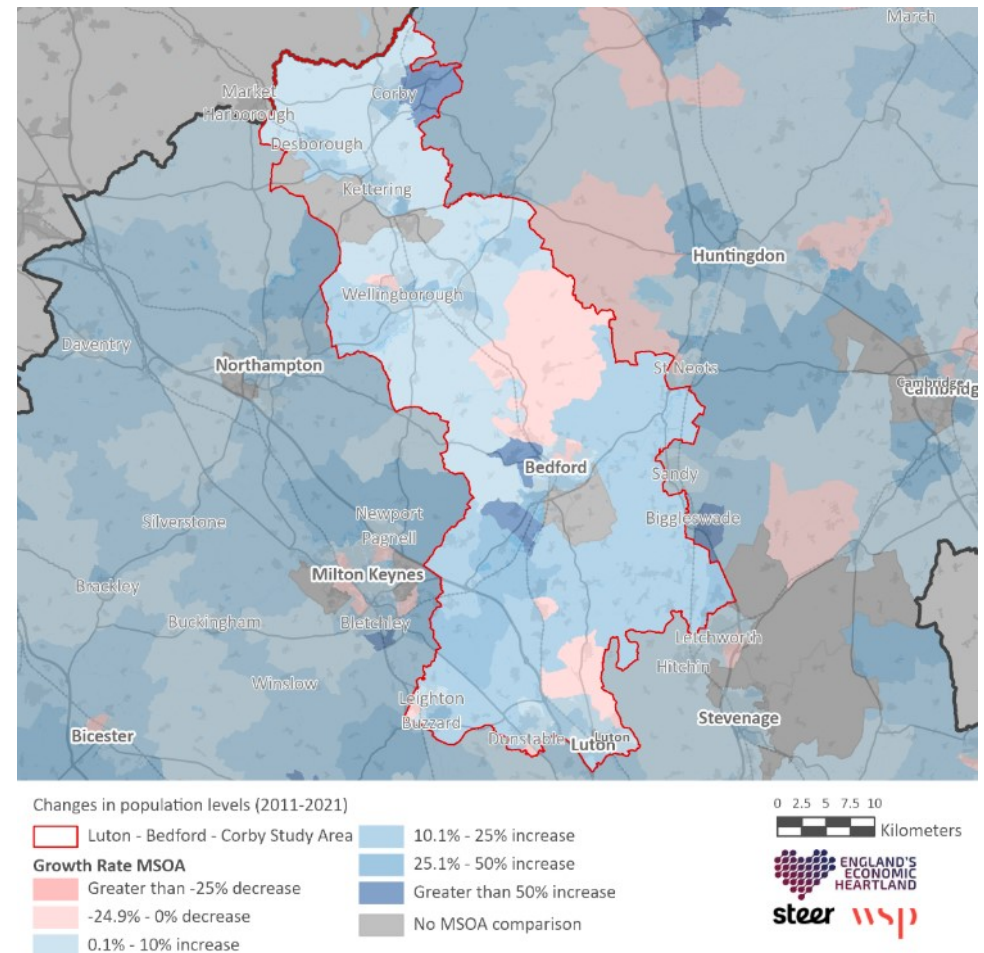 March
Market
Harborough
Corby
Desborough
Kettering
Huntingdon
Wellingborough
Daventry
Northampton
St Neots
Cambridge
Cambridg
Bedford
Sandy
Silverstone
Newport
Pagnell
Biggleswade
Milton Keynes
Brackley
Buckingham
Bletchley
Letchworth
Hitchin
Winslow
Leighton
Buzzard
Stevenage
Bicester
Dunstable
Luton
Luton
Changes in population levels (2011-2021)
Luton - Bedford - Corby Study Area
Growth Rate MSOA
Greater than -25% decrease
-24.9% - 0% decrease
0.1% - 10% increase
10.1% - 25% increase
25.1% - 50% increase
Greater than 50% increase
No MSOA comparison
0 2.5 5 7.5 10
Kilometers
ENGLAND'S
ECONOMIC
HEARTLAND
steer wsp